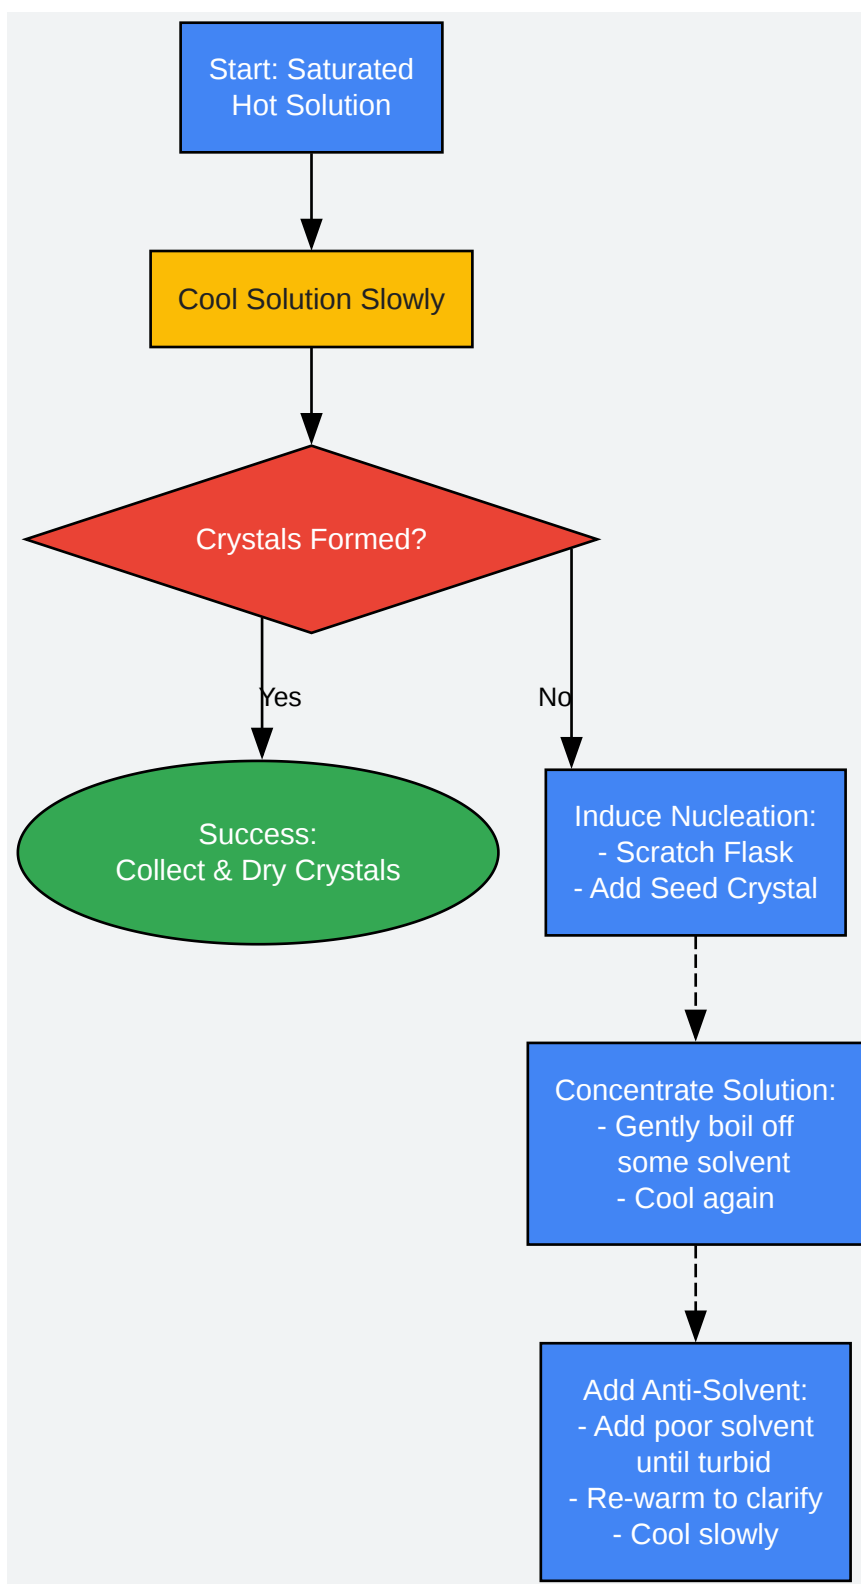 Start: Saturated
Hot Solution
Cool Solution Slowly
Crystals Formed?
Yes
No
Success:
Collect & Dry Crystals
Induce Nucleation:
- Scratch Flask
- Add Seed Crystal
Concentrate Solution:
- Gently boil off
some solvent
- Cool again
Add Anti-Solvent:
- Add poor solvent
until turbid
- Re-warm to clarify
- Cool slowly